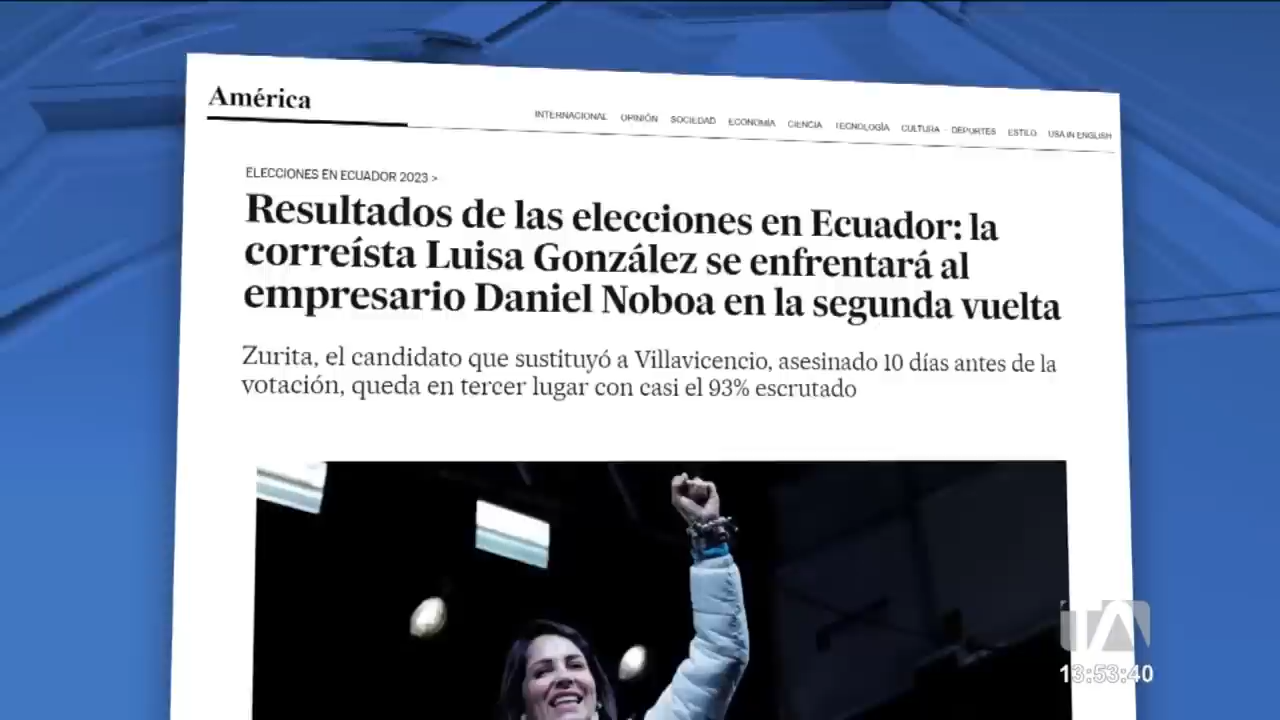 América
INTERNACIONAL OPINIÓN SOCIEDAD ECONOMÍA CIENCIA TECNOLOGÍA CULTURA DEPORTES ESTILO USA IN ENGLISH
ELECCIONES EN ECUADOR 2023 >
Resultados de las elecciones en Ecuador: la
correísta Luisa González se enfrentará al
empresario Daniel Noboa en la segunda vuelta
Zurita, el candidato que sustituyó a Villavicencio, asesinado 10 días antes de la
votación, queda en tercer lugar con casi el 93% escrutado
TA
13:53:40